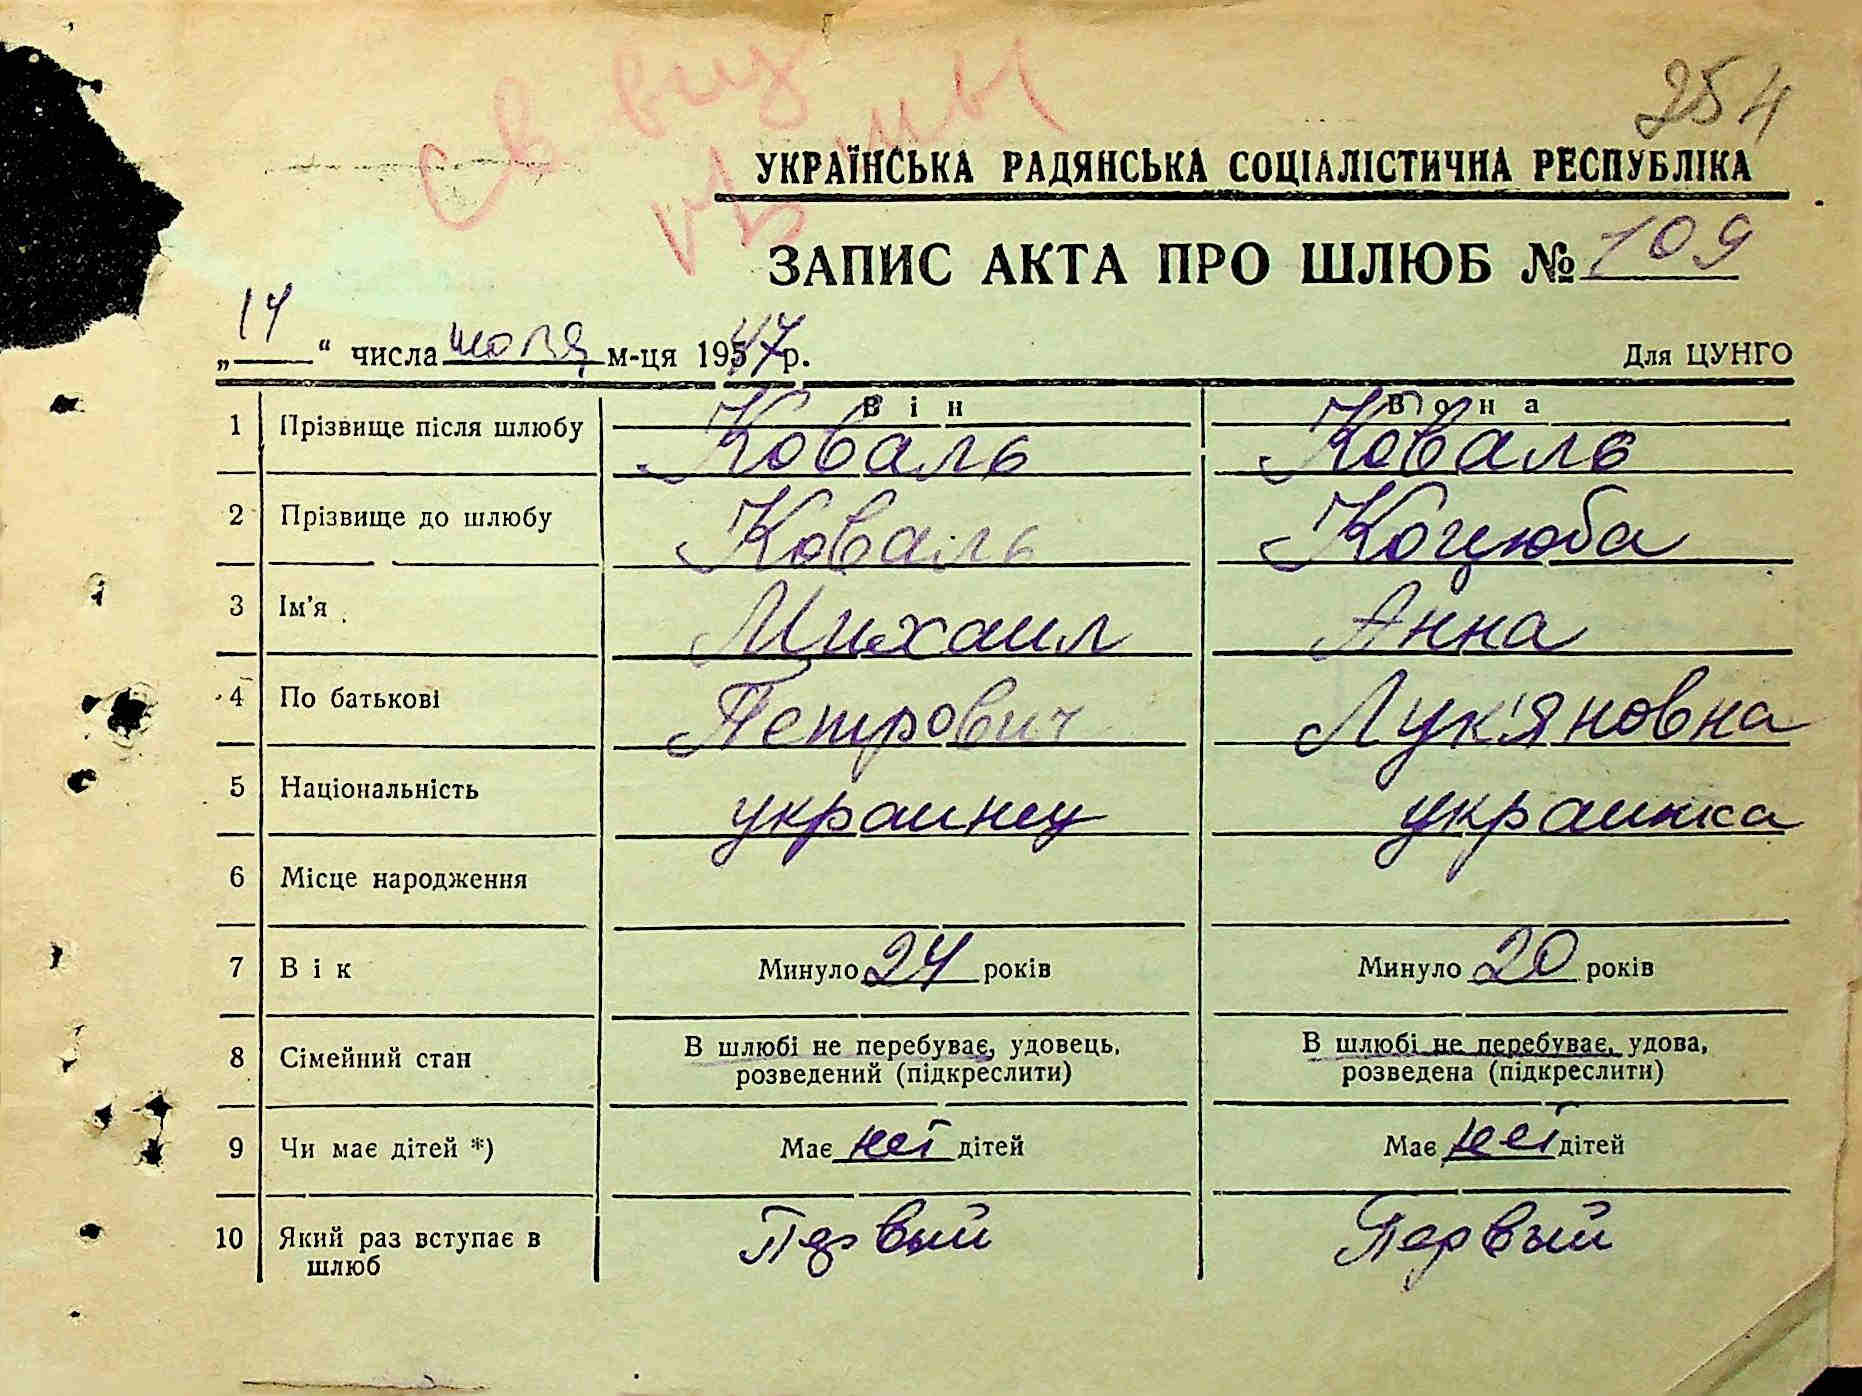 254
УКРАЇНСЬКА РАДЯНСЬКА СОЦІАЛІСТИЧНА РЕСПУБЛІКА
ЗАПИС АКТА ПРО ШЛЮБ № 109
„14“ числа июля м-ця 1947р. Для ЦУНГО
Він Вона
1 Прізвище після шлюбу Коваль Коваль
2 Прізвище до шлюбу Коваль Коцюба
3 Ім'я Михаил Анна
4 По батькові Петрович Лук'яновна
5 Національність украинец украинка
6 Місце народження
7 Вік Минуло 24 років Минуло 20 років
8 Сімейний стан В шлюбі не перебуває, удовець, розведений (підкреслити) В шлюбі не перебуває, удова, розведена (підкреслити)
9 Чи має дітей *) Має неї дітей Має неї дітей
10 Який раз вступає в шлюб Первый Первый